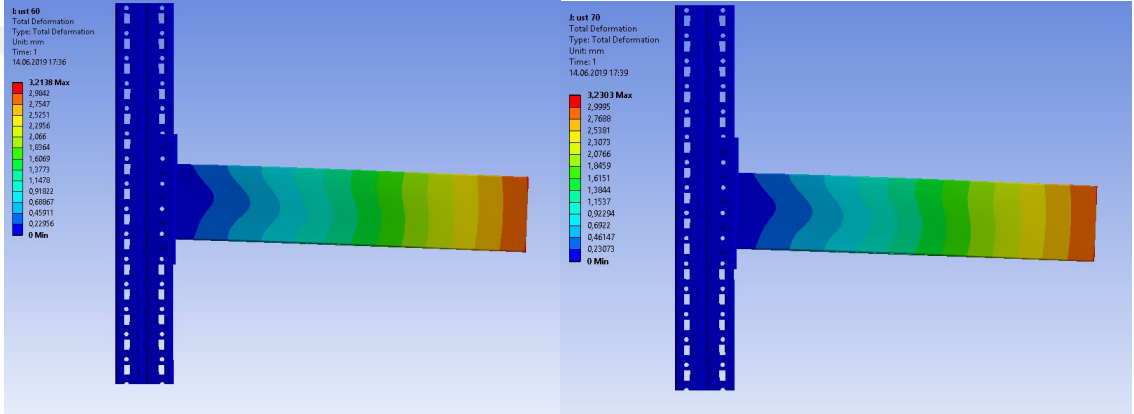 I: ust 60
Total Deformation
Type: Total Deformation
Unit: mm
Time: 1
14.06.2019 17:36
3,2138 Max
2,9842
2,7547
2,5251
2,2956
2,066
1,8364
1,6069
1,3773
1,1478
0,91822
0,68867
0,45911
0,22956
0 Min
J: ust 70
Total Deformation
Type: Total Deformation
Unit: mm
Time: 1
14.06.2019 17:39
3,2303 Max
2,9995
2,7688
2,5381
2,3073
2,0766
1,8459
1,6151
1,3844
1,1537
0,92294
0,6922
0,46147
0,23073
0 Min